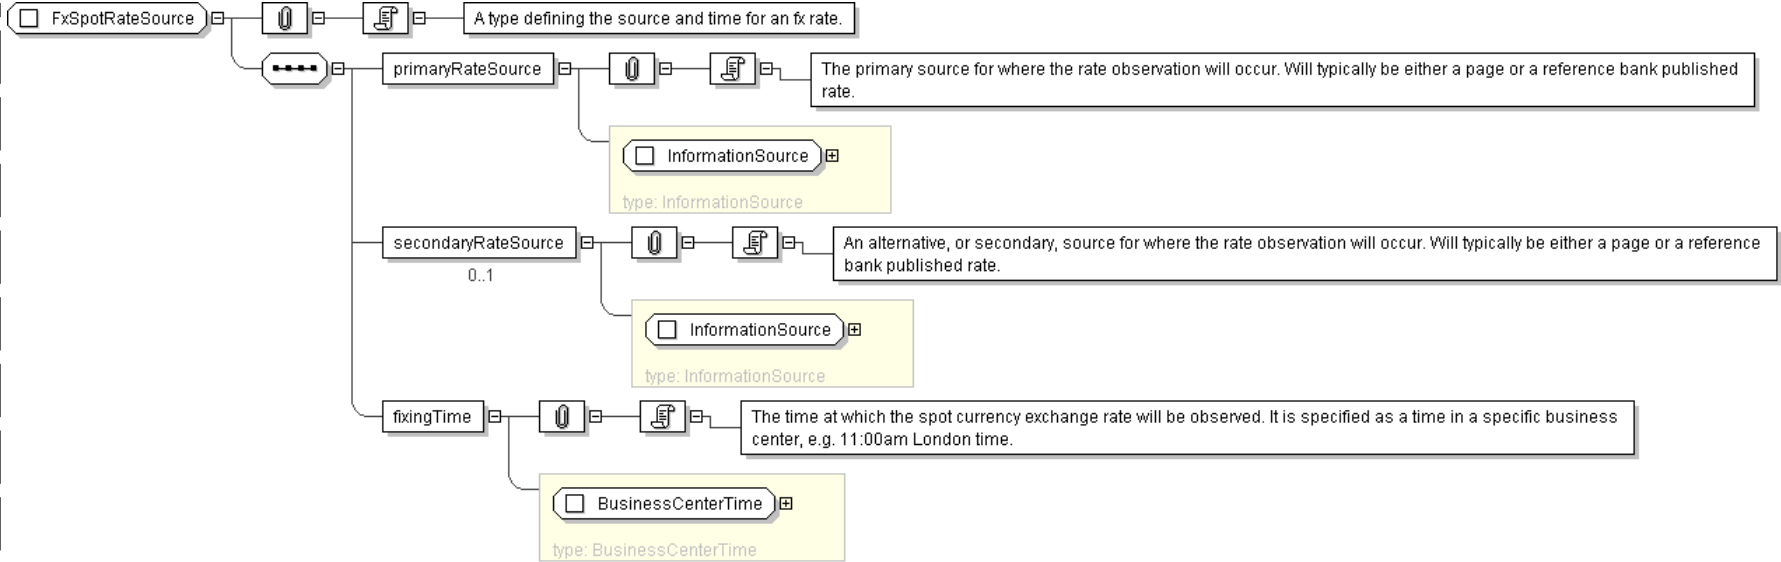 FxSpotRateSource
A type defining the source and time for an fx rate.
primaryRateSource
The primary source for where the rate observation will occur. Will typically be either a page or a reference bank published
rate.
InformationSource
type: InformationSource
secondaryRateSource
0..1
An alternative, or secondary, source for where the rate observation will occur. Will typically be either a page or a reference
bank published rate.
InformationSource
type: InformationSource
fixingTime
The time at which the spot currency exchange rate will be observed. It is specified as a time in a specific business
center, e.g. 11:00am London time.
BusinessCenterTime
type: BusinessCenterTime